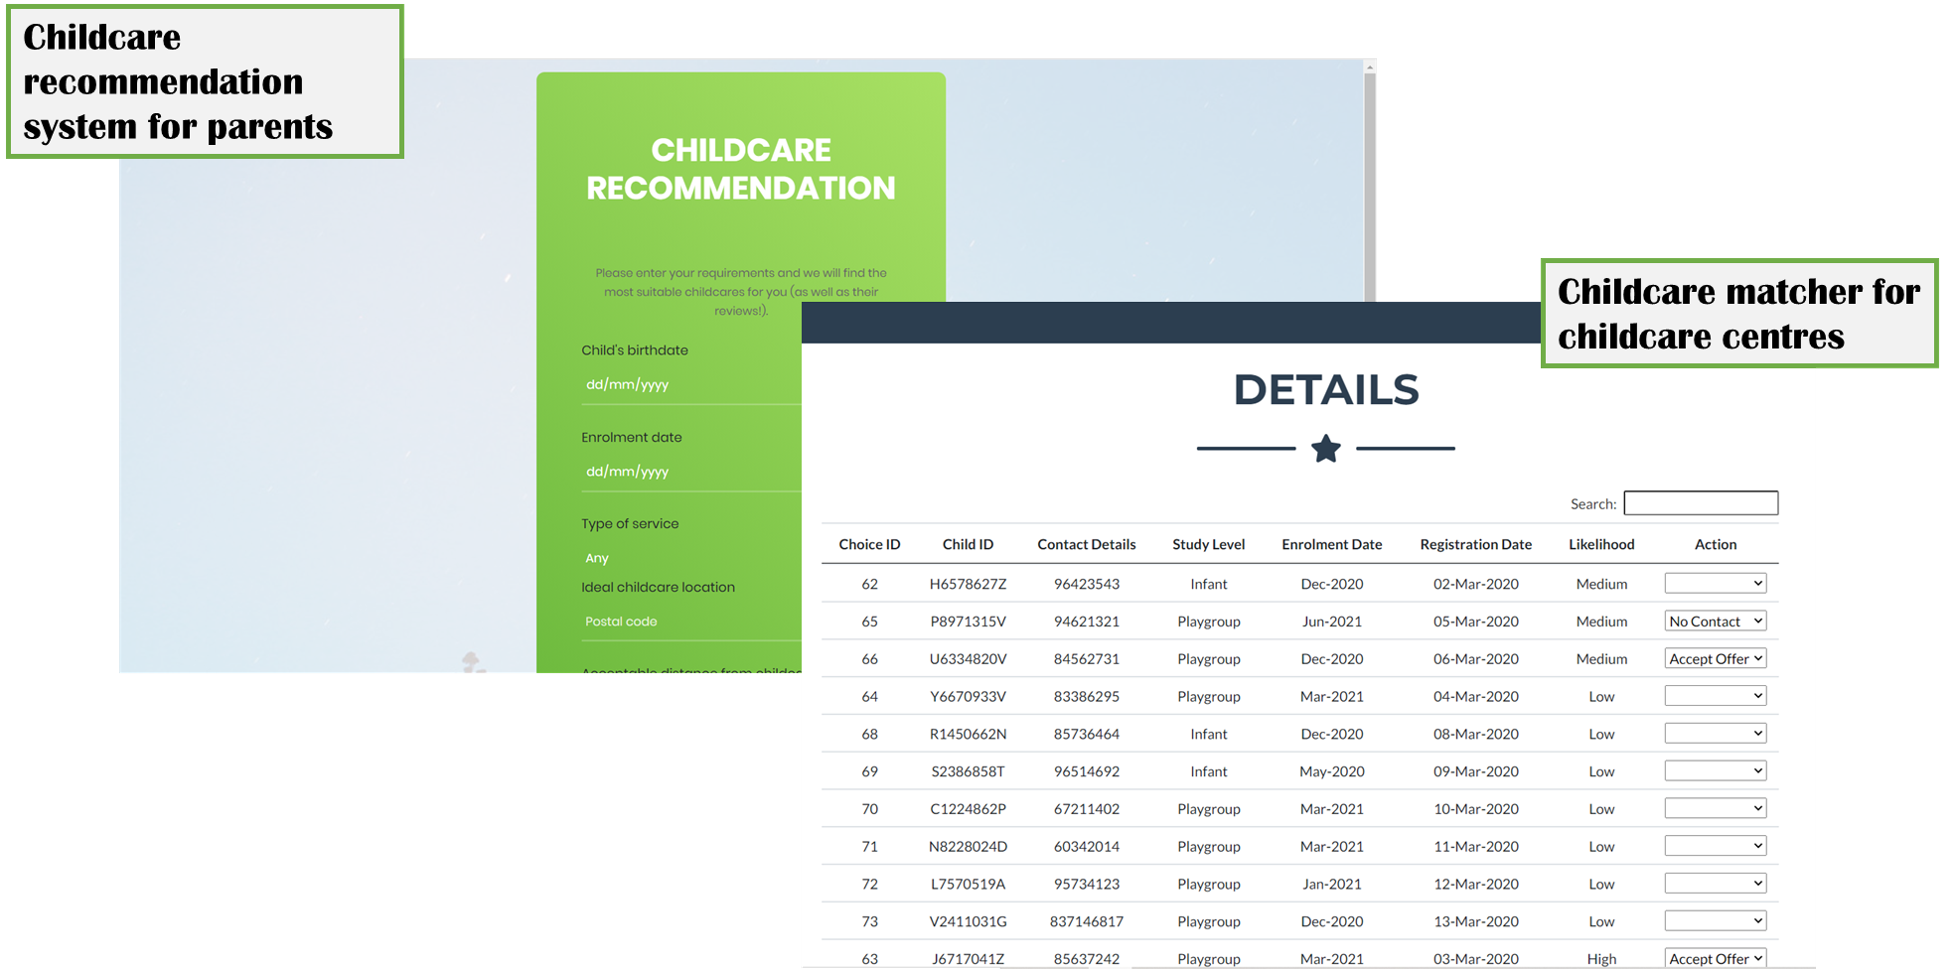 Childcare
recommendation
system for parents
CHILDCARE
RECOMMENDATION
Please enter your requirements and we will find the
most suitable childcares for you (as well as their
reviews!).
Child's birthdate
dd/mm/yyyy
Enrolment date
dd/mm/yyyy
Type of service
Any
Ideal childcare location
Postal code
Acceptable distance from
Childcare matcher for
childcare centres
DETAILS
Search:
Choice ID Child ID Contact Details Study Level Enrolment Date Registration Date Likelihood Action
62 H6578627Z 96423543 Infant Dec-2020 02-Mar-2020 Medium
65 P8971315V 94621321 Playgroup Jun-2021 05-Mar-2020 Medium No Contact
66 U6334820V 84562731 Playgroup Dec-2020 06-Mar-2020 Medium Accept Offer
64 Y6670933V 83386295 Playgroup Mar-2021 04-Mar-2020 Low
68 R1450662N 85736464 Infant Dec-2020 08-Mar-2020 Low
69 S2386858T 96514692 Infant May-2020 09-Mar-2020 Low
70 C1224862P 67211402 Playgroup Mar-2021 10-Mar-2020 Low
71 N8228024D 60342014 Playgroup Mar-2021 11-Mar-2020 Low
72 L7570519A 95734123 Playgroup Jan-2021 12-Mar-2020 Low
73 V2411031G 837146817 Playgroup Dec-2020 13-Mar-2020 Low
63 J6717041Z 85637242 Playgroup Mar-2021 03-Mar-2020 High Accept Offer